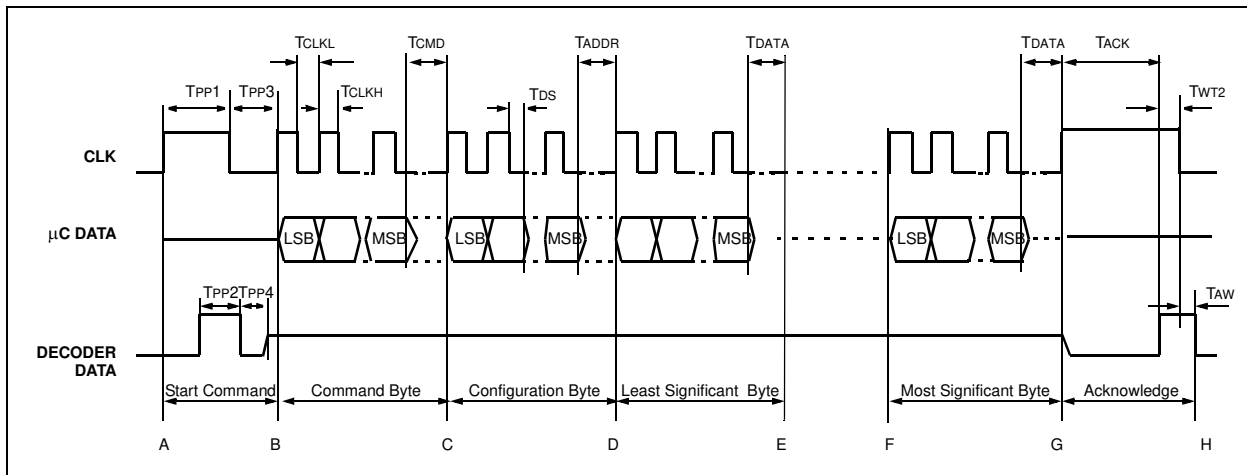 TCLKL TCMD TADDR TDATA TDATA TACK
TPP1 TPP3 TCLKH TDS TWT2
CLK
µC DATA LSB MSB LSB MSB MSB LSB MSB
TPP2 TPP4 TAW
DECODER
DATA
Start Command Command Byte Configuration Byte Least Significant Byte Most Significant Byte Acknowledge
A B C D E F G H